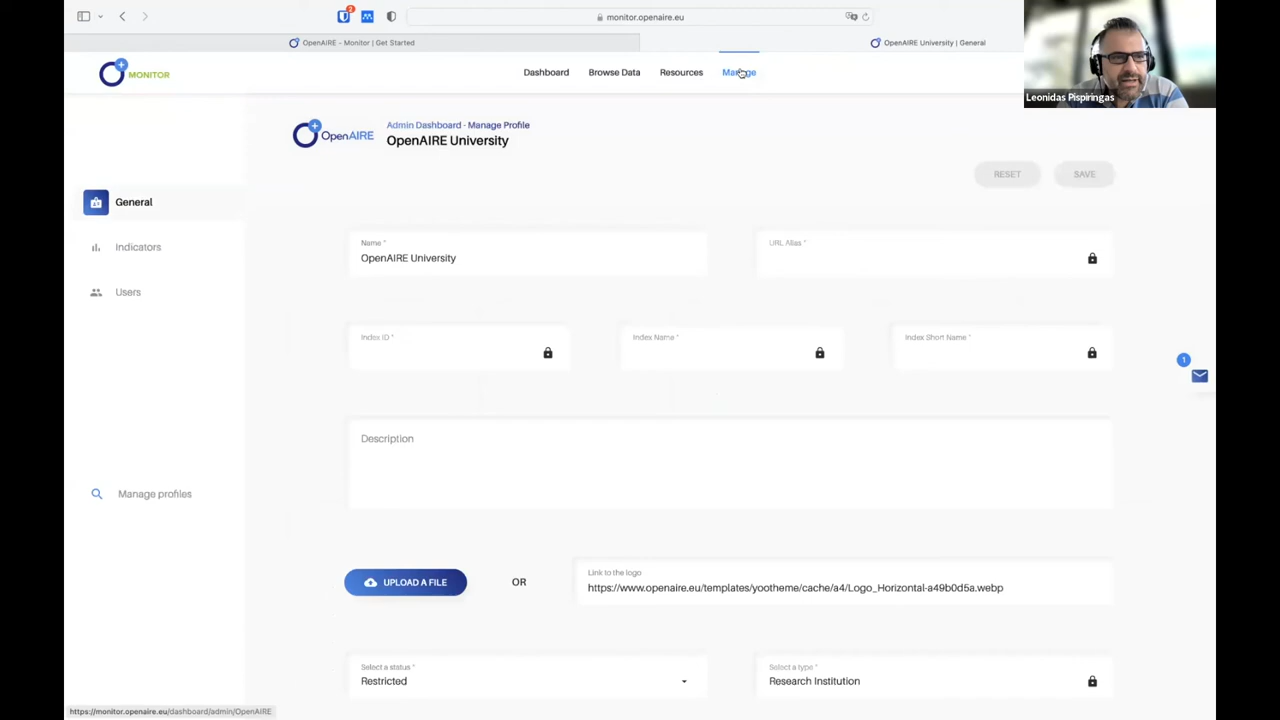 3
monitor.openaire.eu
OpenAIRE - Monitor | Get Started
OpenAIRE University | General
MONITOR
Dashboard
Browse Data
Resources
Manage
Leonidas Pispiringas
OpenAIRE
Admin Dashboard - Manage Profile
OpenAIRE University
RESET
SAVE
General
Indicators
Users
Manage profiles
Name *
OpenAIRE University
URL Alias *
Index ID *
Index Name *
Index Short Name *
1
Description
UPLOAD A FILE
OR
Link to the logo
https://www.openaire.eu/templates/yootheme/cache/a4/Logo_Horizontal-a49b0d5a.webp
Select a status *
Restricted
Select a type *
Research Institution
https://monitor.openaire.eu/dashboard/admin/OpenAIRE